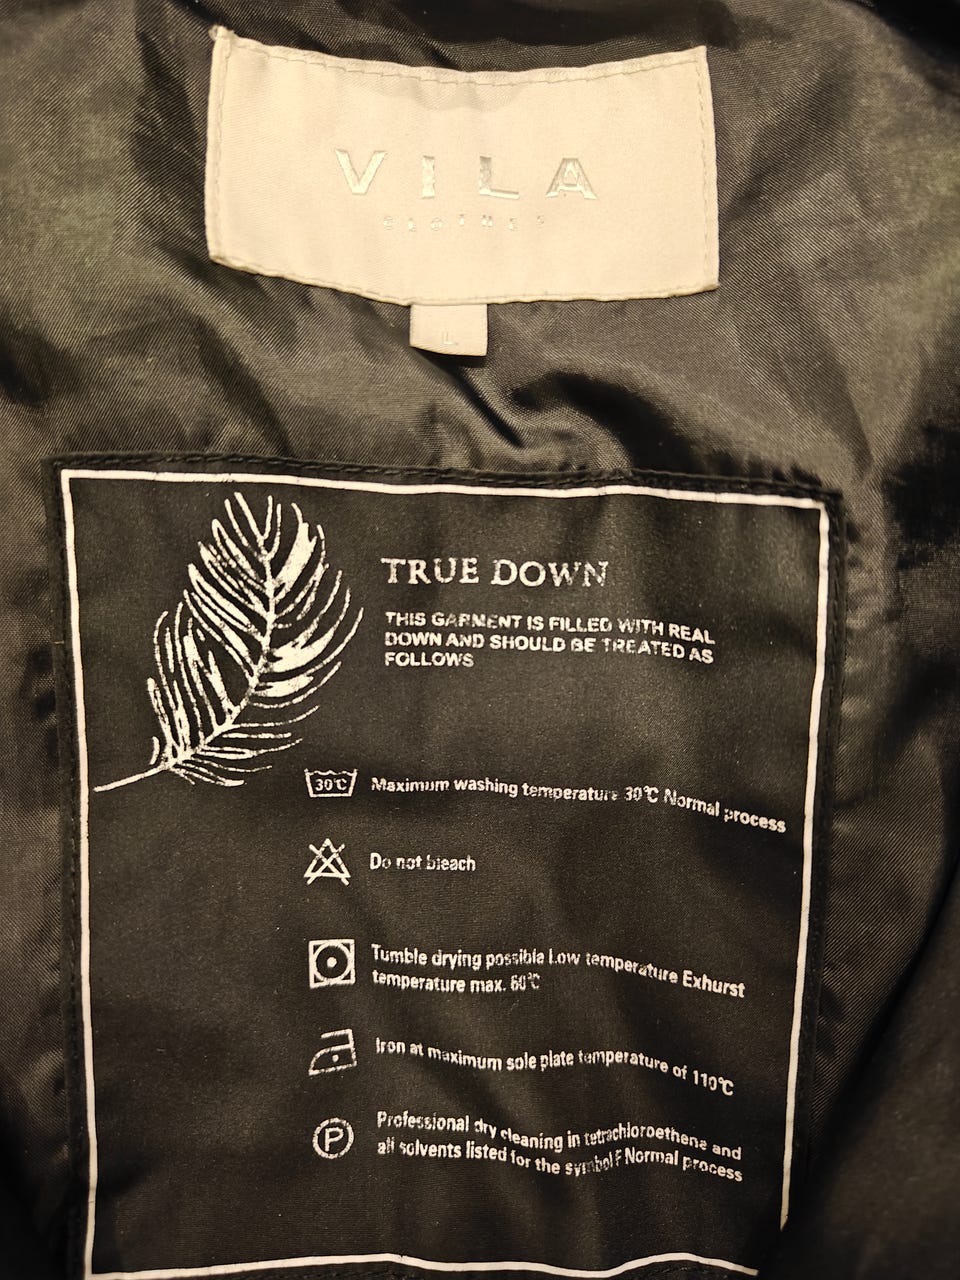 VILA
CLOTHES
L
TRUE DOWN
THIS GARMENT IS FILLED WITH REAL
DOWN AND SHOULD BE TREATED AS
FOLLOWS
30°C Maximum washing temperature 30°C Normal process
Do not bleach
Tumble drying possible Low temperature Exhurst
temperature max. 60°C
Iron at maximum sole plate temperature of 110°C
P Professional dry cleaning in tetrachloroethene and
all solvents listed for the symbol F Normal process